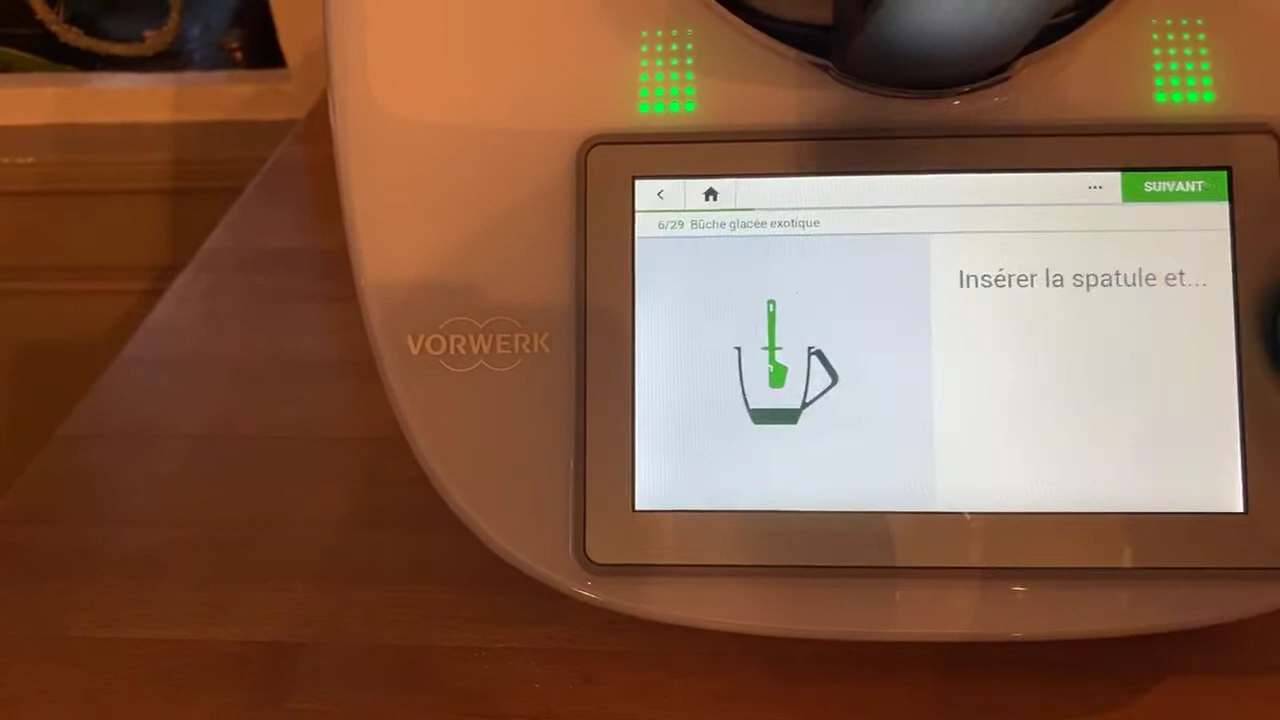 SUIVANT
6/29 Bûche glacée exotique
Insérer la spatule et...
VORWERK